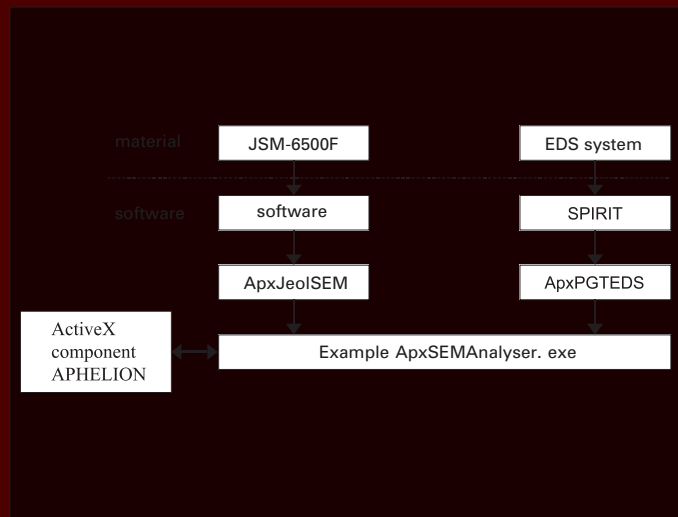 material
JSM-6500F
EDS system
software
software
SPIRIT
ApxJeolSEM
ApxPGTEDS
ActiveX
component
APHELION
Example ApxSEMAnalyser. exe